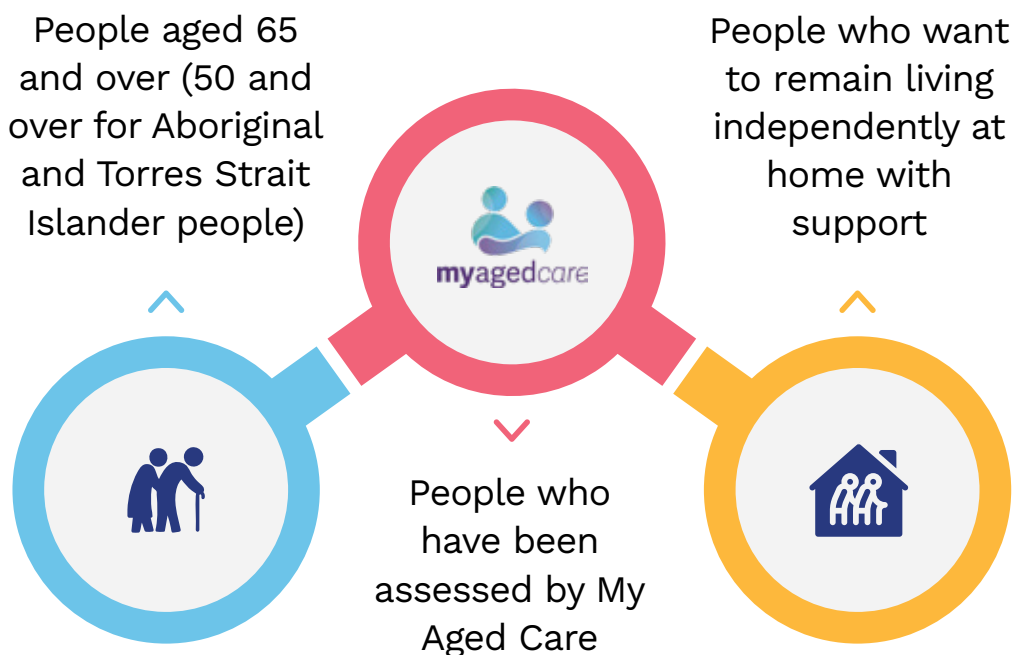 People aged 65
and over (50 and
over for Aboriginal
and Torres Strait
Islander people)
myagedcare
People who
have been
assessed by My
Aged Care
People who want
to remain living
independently at
home with
support